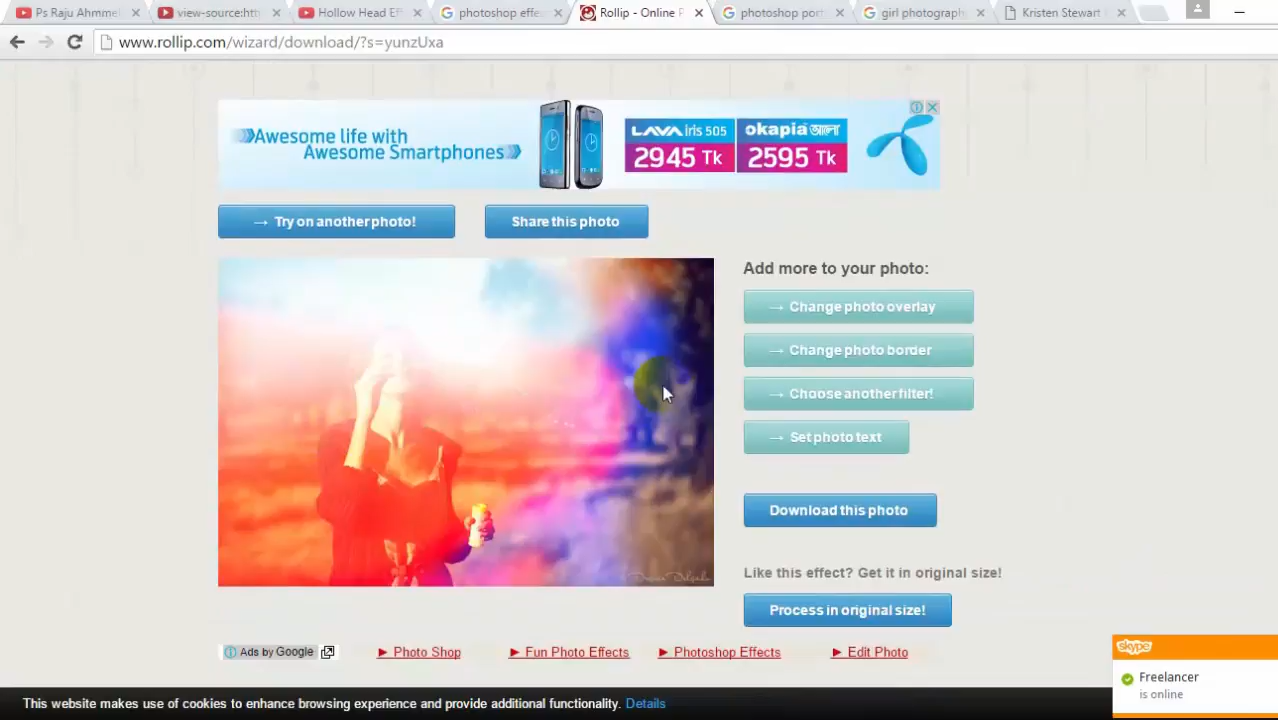 Ps Raju Ahmmel
view-source:htt
Hollow Head Ef
photoshop effe
Rollip - Online P
photoshop port
girl photograph
Kristen Stewart
www.rollip.com/wizard/download/?s=yunzUxa
Awesome life with
Awesome Smartphones
LAVA iris 505
2945 Tk
okapia আলো
2595 Tk
→ Try on another photo!
Share this photo
Add more to your photo:
→ Change photo overlay
→ Change photo border
→ Choose another filter!
→ Set photo text
Download this photo
Like this effect? Get it in original size!
Process in original size!
Ads by Google
► Photo Shop
► Fun Photo Effects
► Photoshop Effects
► Edit Photo
skype
Freelancer
is online
This website makes use of cookies to enhance browsing experience and provide additional functionality. Details